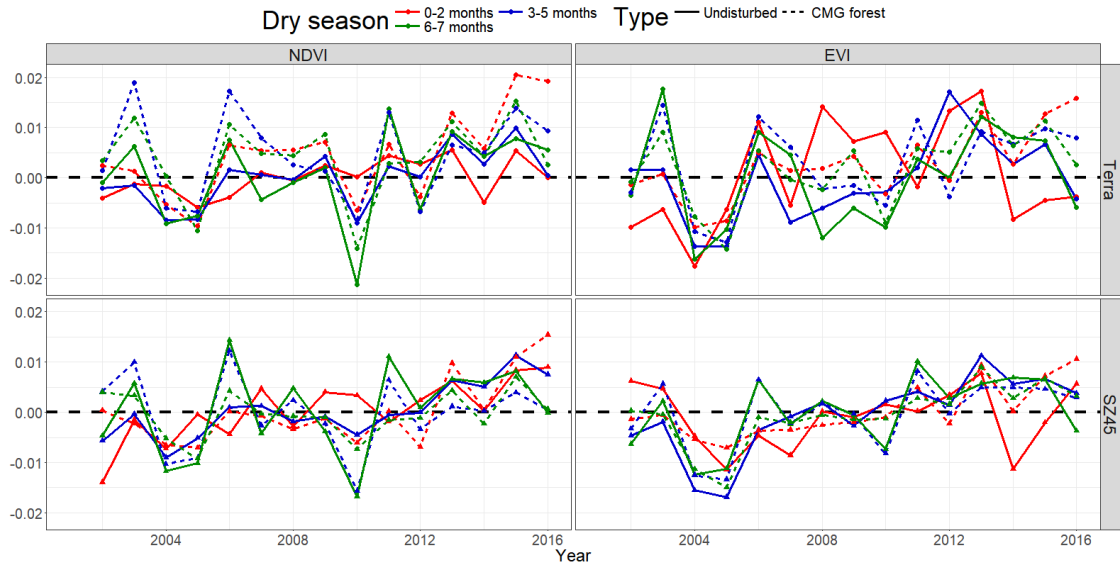 Dry season 0-2 months 3-5 months 6-7 months Type Undisturbed CMG forest
NDVI EVI
0.02
0.01
0.00
-0.01
-0.02
Terra
0.02
0.01
0.00
-0.01
-0.02
SZ45
2004 2008 2012 2016 2004 2008 2012 2016
Year